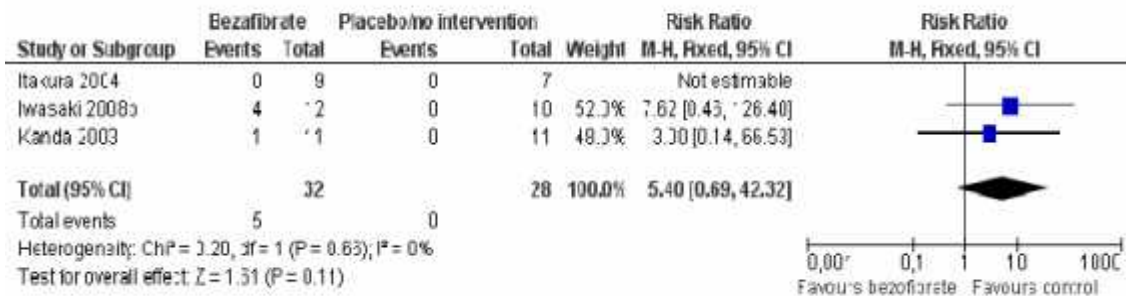 Bezafibrate Placebo/no intervention Risk Ratio Risk Ratio
Study or Subgroup Events Total Events Total Weight M-H, Fixed, 95% CI M-H, Fixed, 95% CI
Itakura 2004 0 9 0 7 Not estimable
Iwasaki 2008b 4 12 0 10 52.0% 7.62 [0.46, 126.40]
Kanda 2003 1 11 0 11 48.0% 3.00 [0.14, 66.53]
Total (95% CI) 32 28 100.0% 5.40 [0.69, 42.32]
Total events 5 0
Heterogeneity: Chi² = 0.20, df = 1 (P = 0.66); I² = 0%
Test for overall effect: Z = 1.61 (P = 0.11)
0,001 0,1 1 10 1000
Favours bezafibrate Favours control